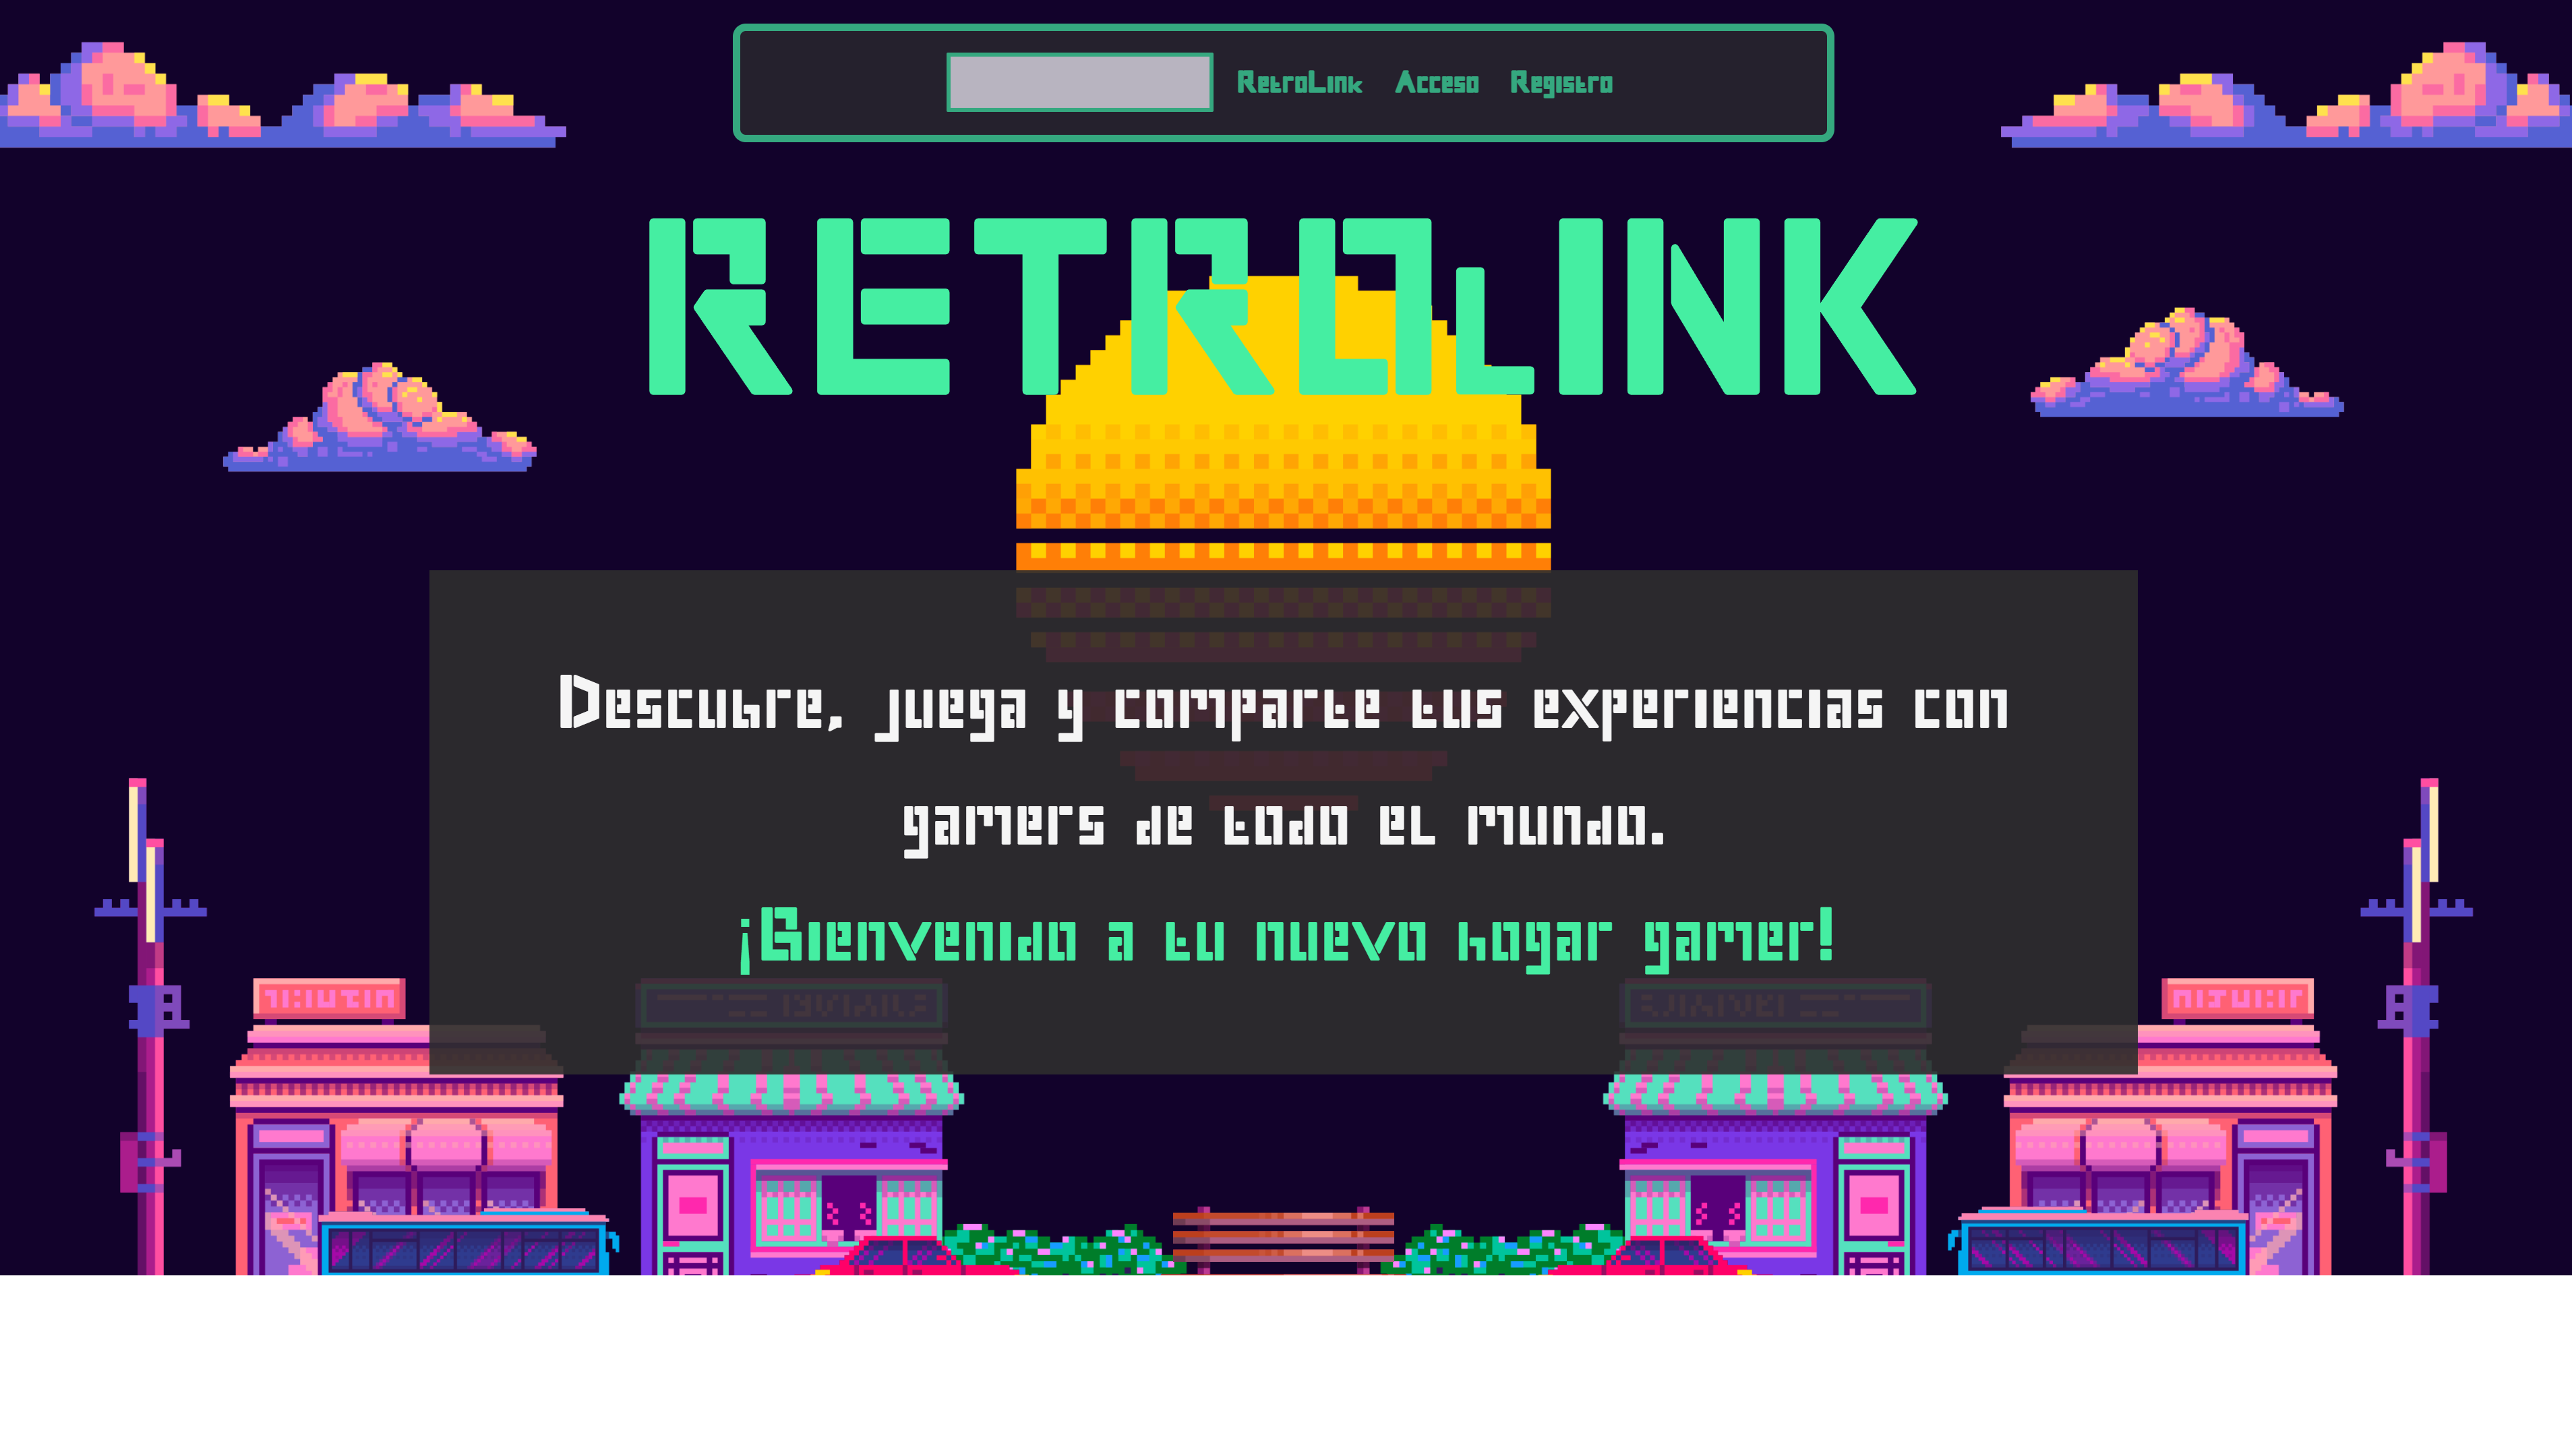 RetroLink Acceso Registro
RETROLINK
Descubre, juega y comparte tus experiencias con
gamers de todo el mundo.
¡Bienvenido a tu nuevo hogar gamer!